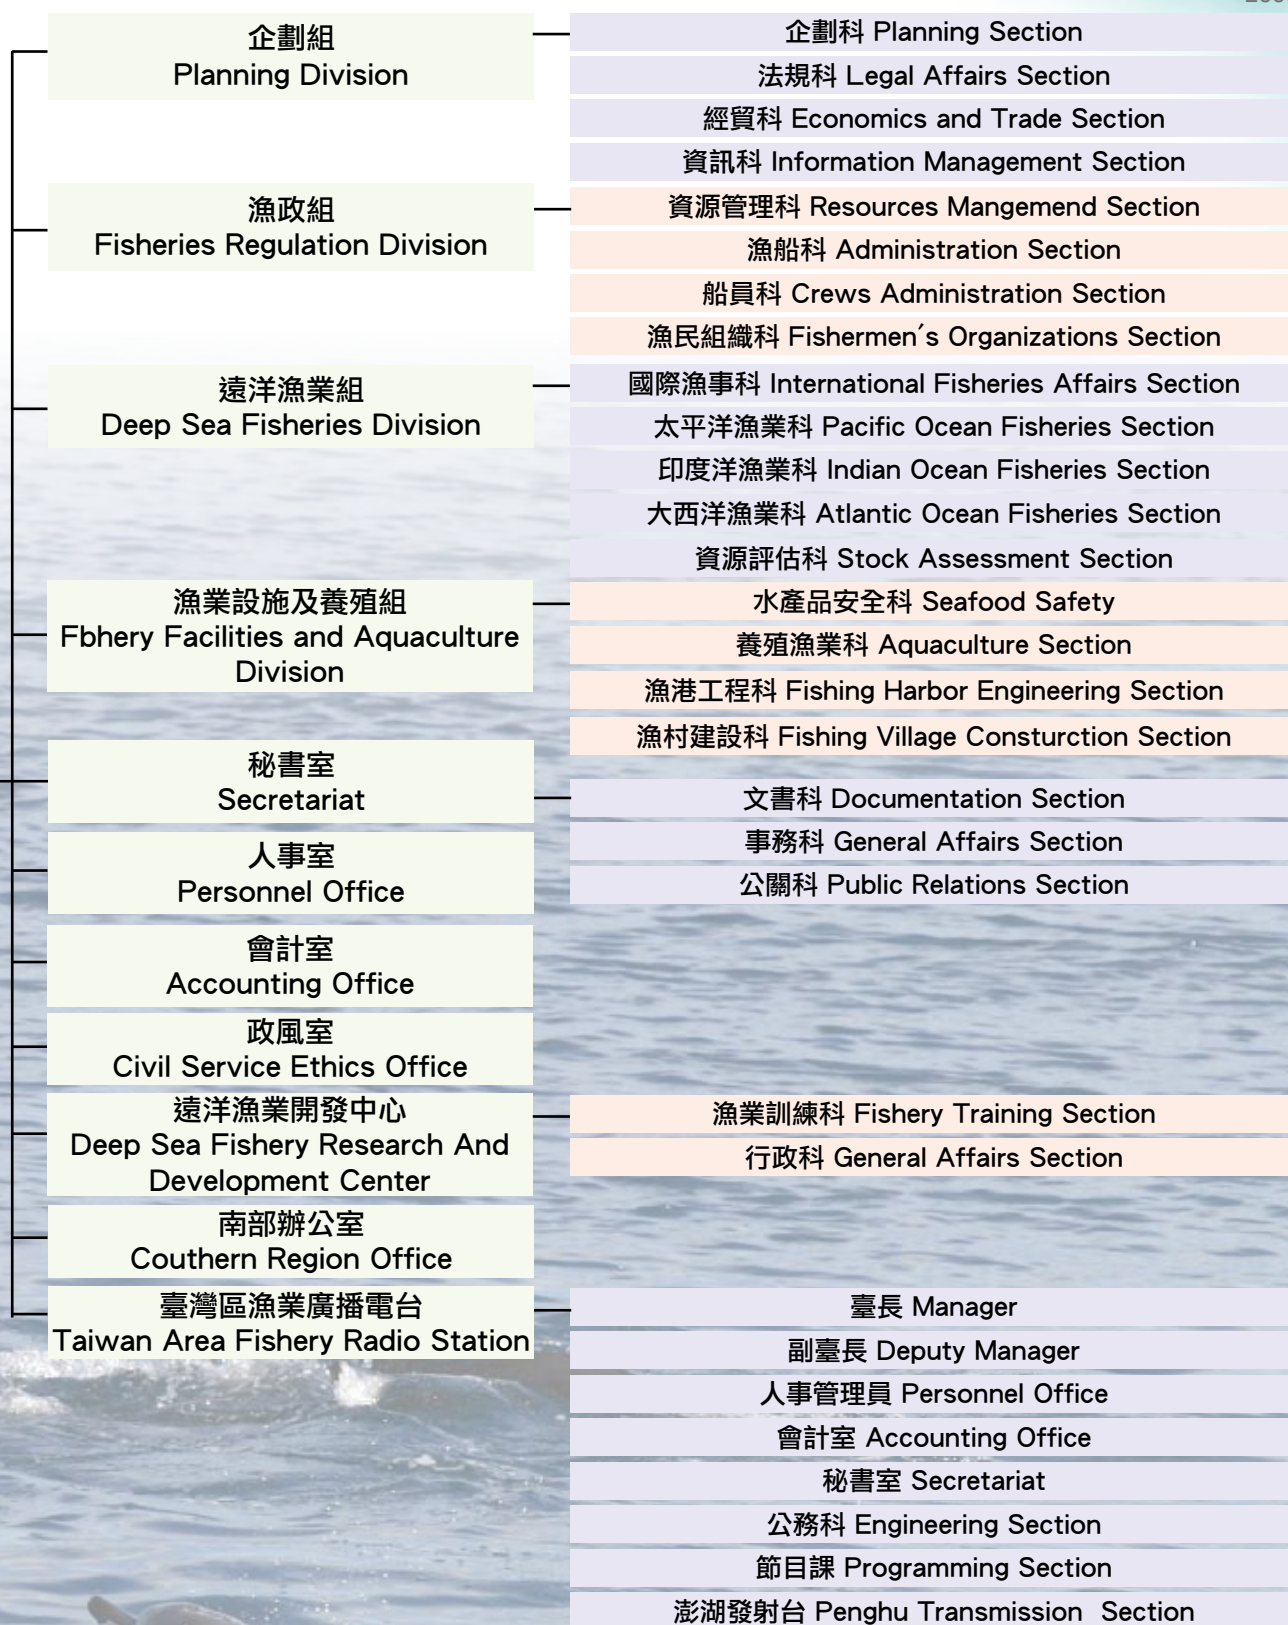 企劃組
Planning Division
企劃科 Planning Section
法規科 Legal Affairs Section
經貿科 Economics and Trade Section
資訊科 Information Management Section
漁政組
Fisheries Regulation Division
資源管理科 Resources Mangemend Section
漁船科 Administration Section
船員科 Crews Administration Section
漁民組織科 Fishermen′s Organizations Section
遠洋漁業組
Deep Sea Fisheries Division
國際漁事科 International Fisheries Affairs Section
太平洋漁業科 Pacific Ocean Fisheries Section
印度洋漁業科 Indian Ocean Fisheries Section
大西洋漁業科 Atlantic Ocean Fisheries Section
資源評估科 Stock Assessment Section
漁業設施及養殖組
Fbhery Facilities and Aquaculture
Division
水產品安全科 Seafood Safety
養殖漁業科 Aquaculture Section
漁港工程科 Fishing Harbor Engineering Section
漁村建設科 Fishing Village Consturction Section
秘書室
Secretariat
文書科 Documentation Section
事務科 General Affairs Section
公關科 Public Relations Section
人事室
Personnel Office
會計室
Accounting Office
政風室
Civil Service Ethics Office
遠洋漁業開發中心
Deep Sea Fishery Research And
Development Center
漁業訓練科 Fishery Training Section
行政科 General Affairs Section
南部辦公室
Couthern Region Office
臺灣區漁業廣播電台
Taiwan Area Fishery Radio Station
臺長 Manager
副臺長 Deputy Manager
人事管理員 Personnel Office
會計室 Accounting Office
秘書室 Secretariat
公務科 Engineering Section
節目課 Programming Section
澎湖發射台 Penghu Transmission Section